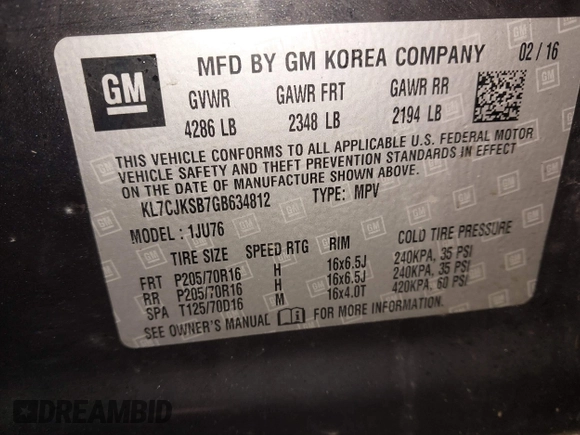 GM
MFD BY GM KOREA COMPANY 02/16
GVWR GAWR FRT GAWR RR
4286 LB 2348 LB 2194 LB
THIS VEHICLE CONFORMS TO ALL APPLICABLE U.S. FEDERAL MOTOR
VEHICLE SAFETY AND THEFT PREVENTION STANDARDS IN EFFECT
ON THE DATE OF MANUFACTURE SHOWN ABOVE.
KL7CJKSB7GB634812 TYPE: MPV
MODEL : 1JU76
TIRE SIZE SPEED RTG RIM COLD TIRE PRESSURE
FRT P205/70R16 H 16x6.5J 240KPA, 35 PSI
RR P205/70R16 H 16x6.5J 240KPA, 35 PSI
SPA T125/70D16 M 16x4.0T 420KPA, 60 PSI
SEE OWNER'S MANUAL FOR MORE INFORMATION.
DREAMBID